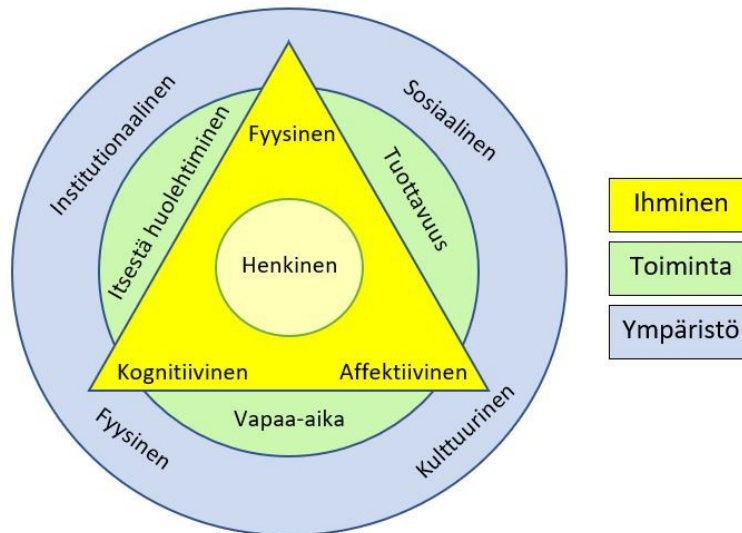 Institutionaalinen
Sosiaalinen
Itsestä huolehtiminen
Fyysinen
Tuottavuus
Henkinen
Kognitiivinen
Affektiivinen
Fyysinen
Vapaa-aika
Kulttuurinen
Ihminen
Toiminta
Ympäristö